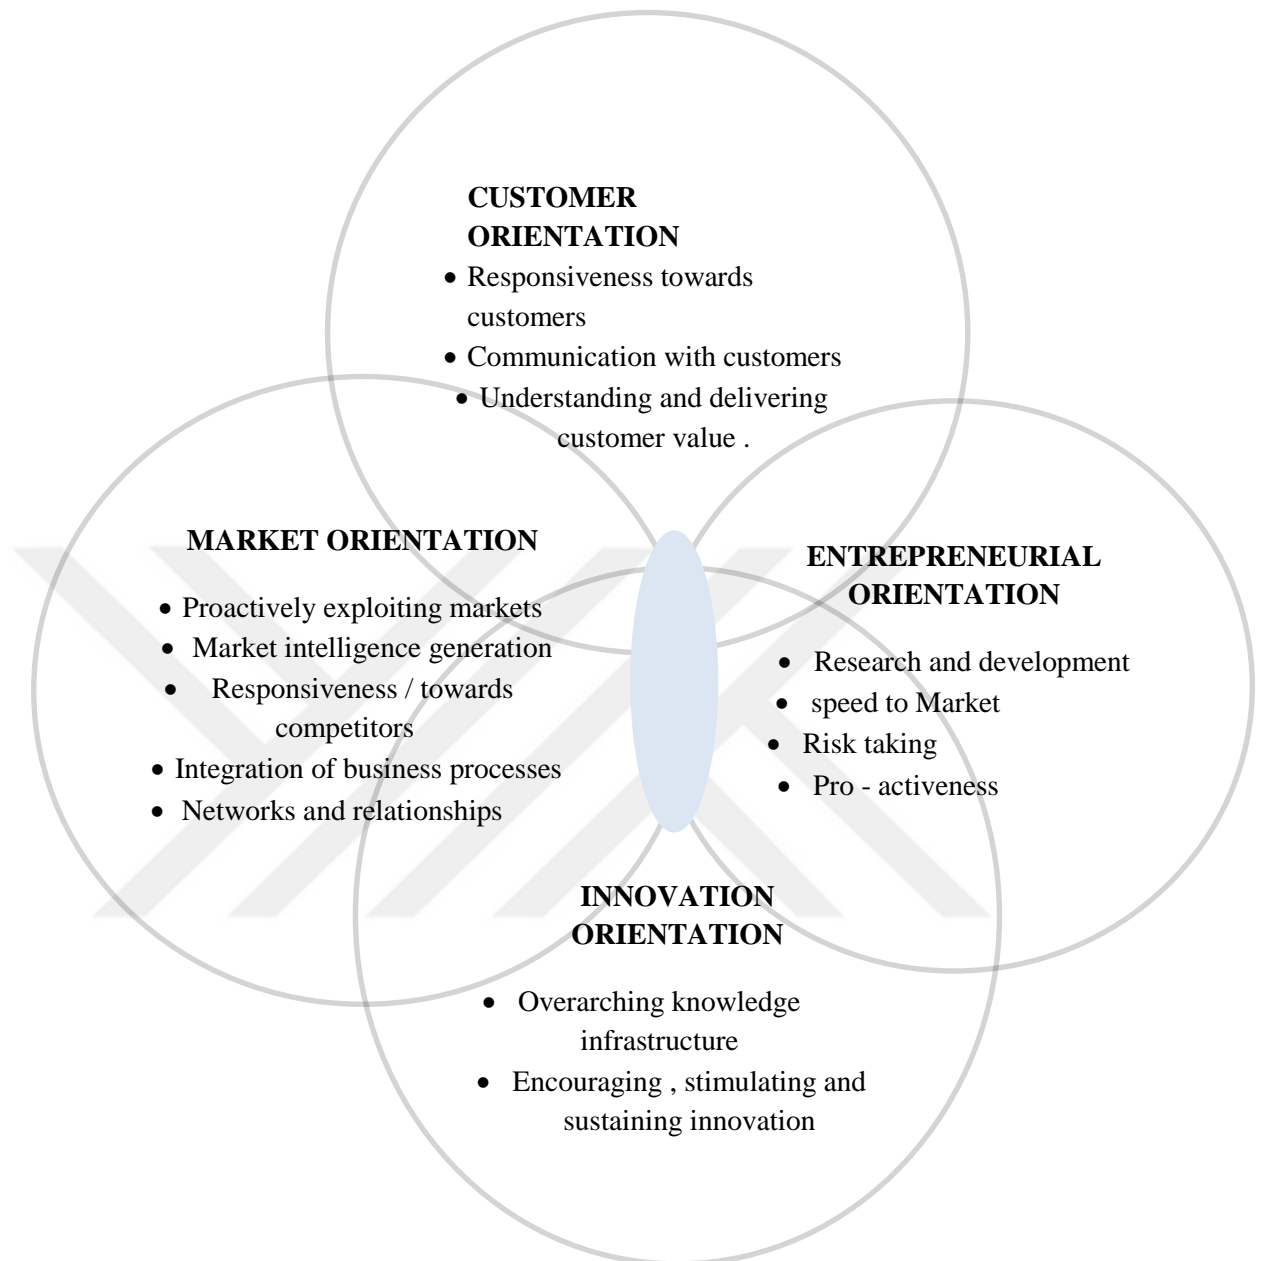 CUSTOMER
ORIENTATION
• Responsiveness towards
customers
• Communication with customers
• Understanding and delivering
customer value .
MARKET ORIENTATION
• Proactively exploiting markets
• Market intelligence generation
• Responsiveness / towards
competitors
• Integration of business processes
• Networks and relationships
ENTREPRENEURIAL
ORIENTATION
• Research and development
• speed to Market
• Risk taking
• Pro - activeness
INNOVATION
ORIENTATION
• Overarching knowledge
infrastructure
• Encouraging , stimulating and
sustaining innovation